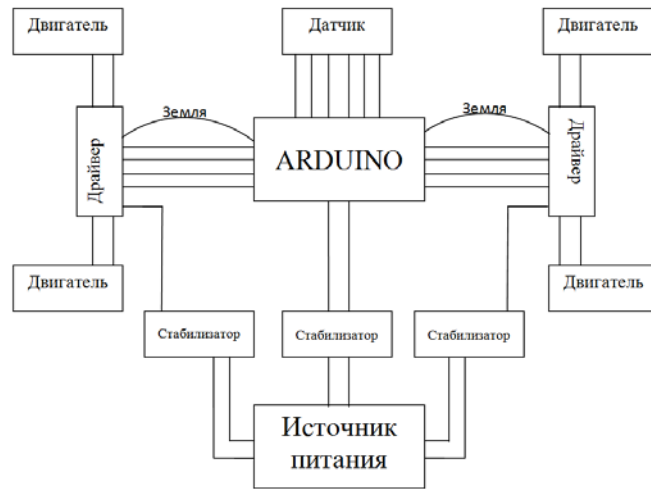 Двигатель
Датчик
Двигатель
Земля
Земля
Драйвер
ARDUINO
Драйвер
Двигатель
Двигатель
Стабилизатор
Стабилизатор
Стабилизатор
Источник
питания